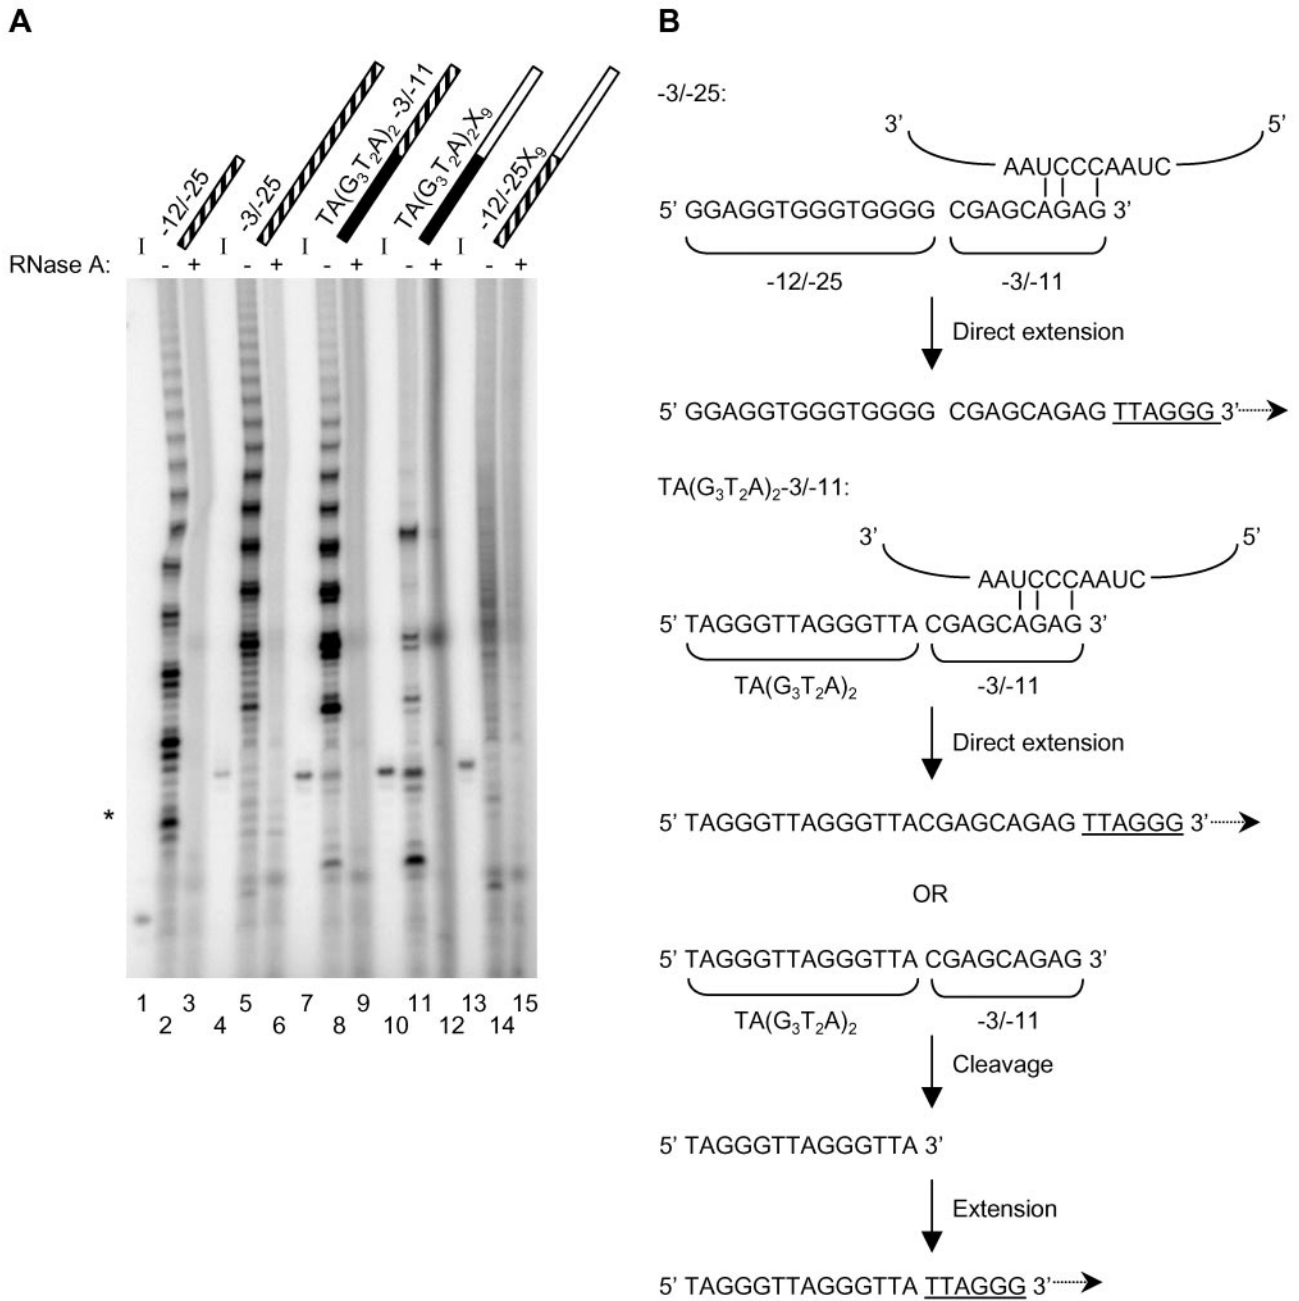 A
-12/-25
-3/-25
TA(G₃T₂A)₂ -3/-11
TA(G₃T₂A)₂X₉
-12/-25X₉
I I I I I
RNase A: - + - + - + - + - +
*
1 3 5 7 9 11 13 15
2 4 6 8 10 12 14
B
-3/-25:
3’ 5’
AAUCCCAAUC
5’ GGAGGTGGGTGGGG CGAGCAGAG 3’
-12/-25 -3/-11
Direct extension
5’ GGAGGTGGGTGGGG CGAGCAGAG TTAGGG 3’
TA(G₃T₂A)₂-3/-11:
3’ 5’
AAUCCCAAUC
5’ TAGGGTTAGGGTTA CGAGCAGAG 3’
TA(G₃T₂A)₂ -3/-11
Direct extension
5’ TAGGGTTAGGGTTACGAGCAGAG TTAGGG 3’
OR
5’ TAGGGTTAGGGTTA CGAGCAGAG 3’
TA(G₃T₂A)₂ -3/-11
Cleavage
5’ TAGGGTTAGGGTTA 3’
Extension
5’ TAGGGTTAGGGTTA TTAGGG 3’